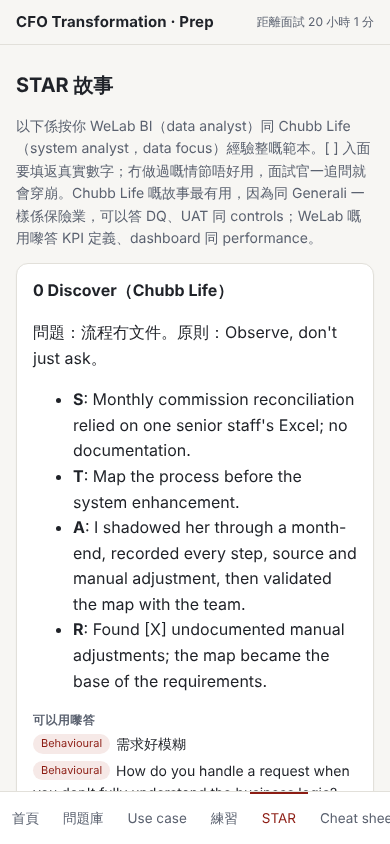 CFO Transformation · Prep
距離面試 20 小時 1 分
STAR 故事
以下係按你 WeLab BI（data analyst）同 Chubb Life
（system analyst，data focus）經驗整嘅範本。[ ] 入面
要填返真實數字；冇做過嘅情節唔好用，面試官一追問就
會穿崩。Chubb Life 嘅故事最有用，因為同 Generali 一
樣係保險業，可以答 DQ、UAT 同 controls；WeLab 嘅
用嚟答 KPI 定義、dashboard 同 performance。
0 Discover（Chubb Life）
問題：流程冇文件。原則：Observe, don't
just ask。
• S: Monthly commission reconciliation
relied on one senior staff's Excel; no
documentation.
• T: Map the process before the
system enhancement.
• A: I shadowed her through a month-
end, recorded every step, source and
manual adjustment, then validated
the map with the team.
• R: Found [X] undocumented manual
adjustments; the map became the
base of the requirements.
可以用嚟答
Behavioural 需求好模糊
Behavioural How do you handle a request when
you don't fully understand the business logic?
首頁 問題庫 Use case 練習 STAR Cheat shee